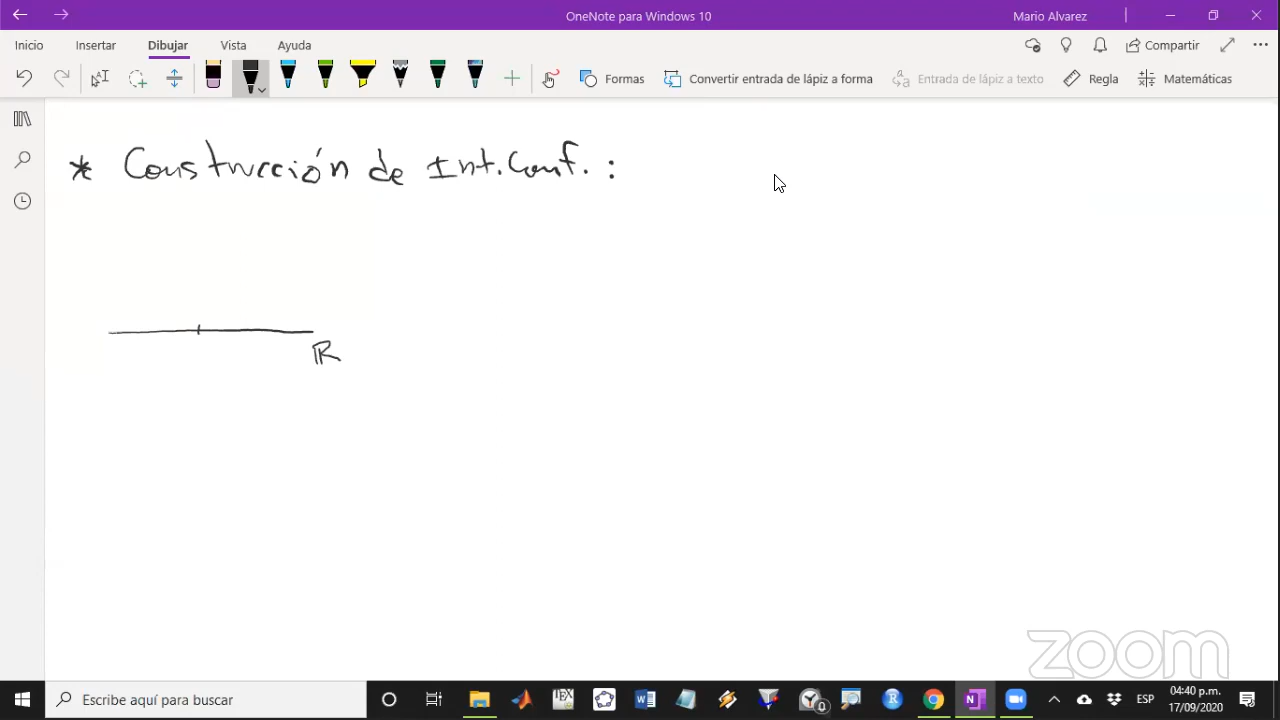 OneNote para Windows 10
Mario Alvarez
Inicio Insertar Dibujar Vista Ayuda
Compartir
Formas Convertir entrada de lápiz a forma Entrada de lápiz a texto Regla Matemáticas
* Construcción de Int. Conf. :
ℝ
zoom
Escribe aquí para buscar
ESP
04:40 p.m.
17/09/2020